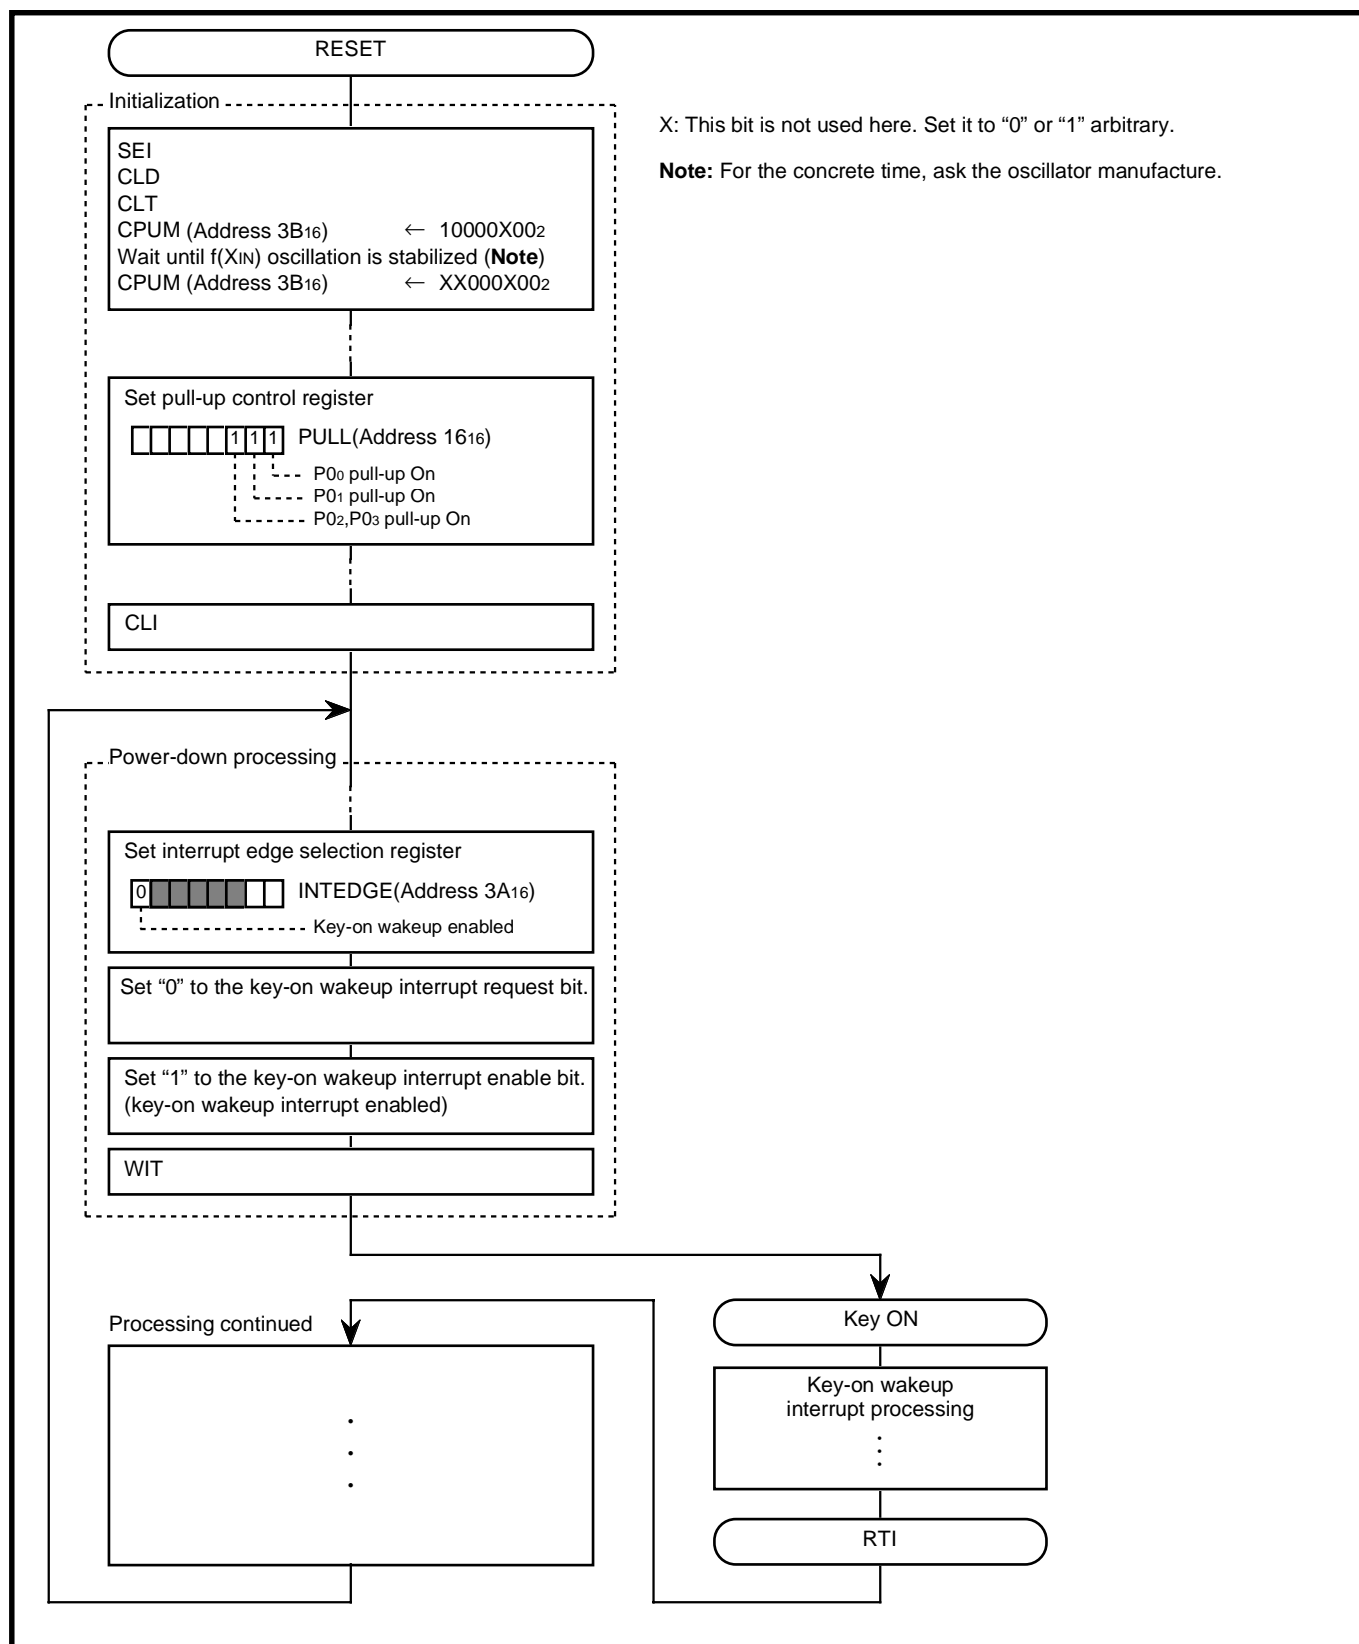 RESET
Initialization
X: This bit is not used here. Set it to “0” or “1” arbitrary.
Note: For the concrete time, ask the oscillator manufacture.
SEI
CLD
CLT
CPUM (Address 3B16) ← 10000X002
Wait until f(XIN) oscillation is stabilized (Note)
CPUM (Address 3B16) ← XX000X002
Set pull-up control register
1 1 1 PULL(Address 1616)
P00 pull-up On
P01 pull-up On
P02,P03 pull-up On
CLI
Power-down processing
Set interrupt edge selection register
0 INTEDGE(Address 3A16)
Key-on wakeup enabled
Set “0” to the key-on wakeup interrupt request bit.
Set “1” to the key-on wakeup interrupt enable bit.
(key-on wakeup interrupt enabled)
WIT
Key ON
Processing continued
Key-on wakeup
interrupt processing
RTI